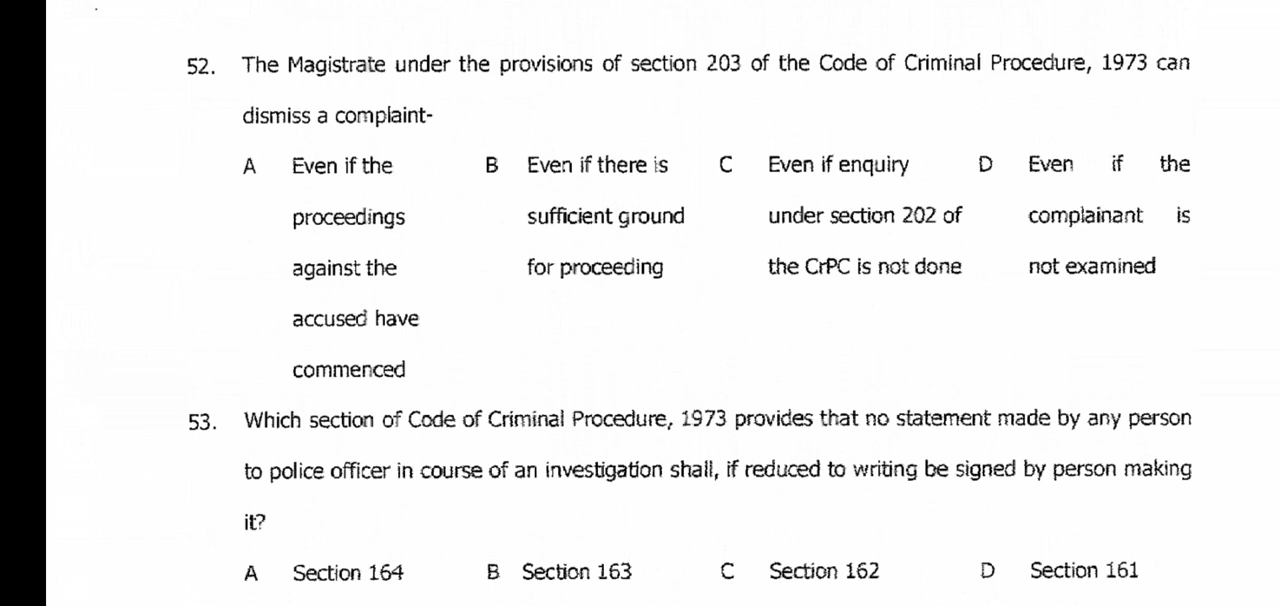 52. The Magistrate under the provisions of section 203 of the Code of Criminal Procedure, 1973 can
dismiss a complaint-
A Even if the B Even if there is C Even if enquiry D Even if the
proceedings sufficient ground under section 202 of complainant is
against the for proceeding the CrPC is not done not examined
accused have
commenced
53. Which section of Code of Criminal Procedure, 1973 provides that no statement made by any person
to police officer in course of an investigation shall, if reduced to writing be signed by person making
it?
A Section 164 B Section 163 C Section 162 D Section 161